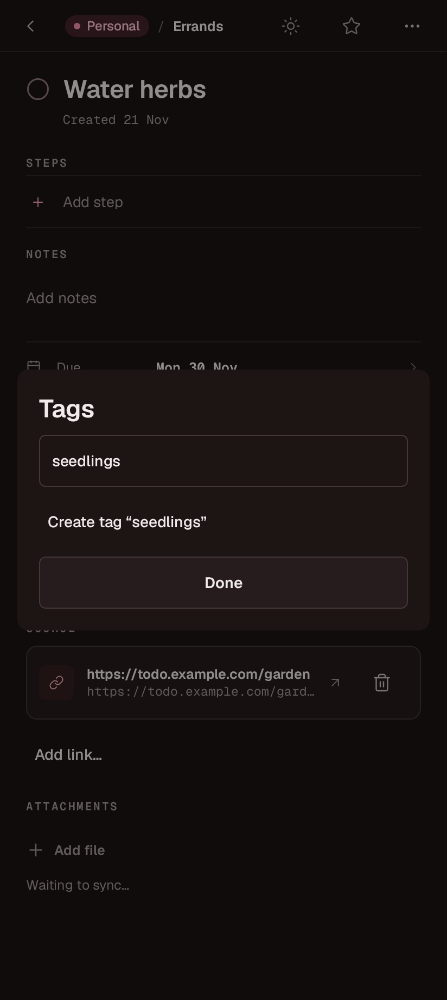 Personal / Errands
Water herbs
Created 21 Nov
STEPS
Add step
NOTES
Add notes
Due Mon 30 Nov
Tags
seedlings
Create tag “seedlings”
Done
https://todo.example.com/garden
https://todo.example.com/gard…
Add link…
ATTACHMENTS
Add file
Waiting to sync…